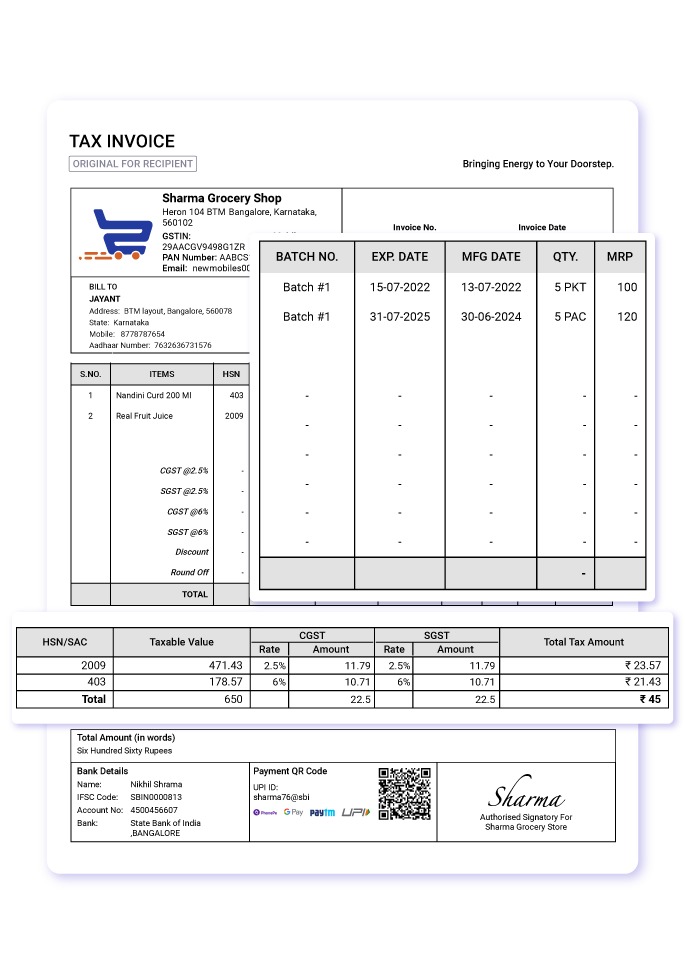 TAX INVOICE
ORIGINAL FOR RECIPIENT
Bringing Energy to Your Doorstep.
Sharma Grocery Shop
Heron 104 BTM Bangalore, Karnataka,
560102
GSTIN:
29AACGV9498G1ZR
PAN Number: AABCS
Email: newmobiles00
Invoice No. Invoice Date
BILL TO
JAYANT
Address: BTM layout, Bangalore, 560078
State: Karnataka
Mobile: 8778787654
Aadhaar Number: 7632636731576
S.NO. ITEMS HSN
1 Nandini Curd 200 Ml 403
2 Real Fruit Juice 2009
CGST @2.5% -
SGST @2.5% -
CGST @6% -
SGST @6% -
Discount -
Round Off -
TOTAL
BATCH NO. EXP. DATE MFG DATE QTY. MRP
Batch #1 15-07-2022 13-07-2022 5 PKT 100
Batch #1 31-07-2025 30-06-2024 5 PAC 120
- - - - -
- - - - -
- - - - -
- - - - -
- - - - -
- - - - -
-
HSN/SAC Taxable Value CGST SGST Total Tax Amount
Rate Amount Rate Amount
2009 471.43 2.5% 11.79 2.5% 11.79 ₹ 23.57
403 178.57 6% 10.71 6% 10.71 ₹ 21.43
Total 650 22.5 22.5 ₹ 45
Total Amount (in words)
Six Hundred Sixty Rupees
Bank Details
Name: Nikhil Shrama
IFSC Code: SBIN0000813
Account No: 4500456607
Bank: State Bank of India
,BANGALORE
Payment QR Code
UPI ID:
sharma76@sbi
PhonePe G Pay Paytm UPI
Sharma
Authorised Signatory For
Sharma Grocery Store